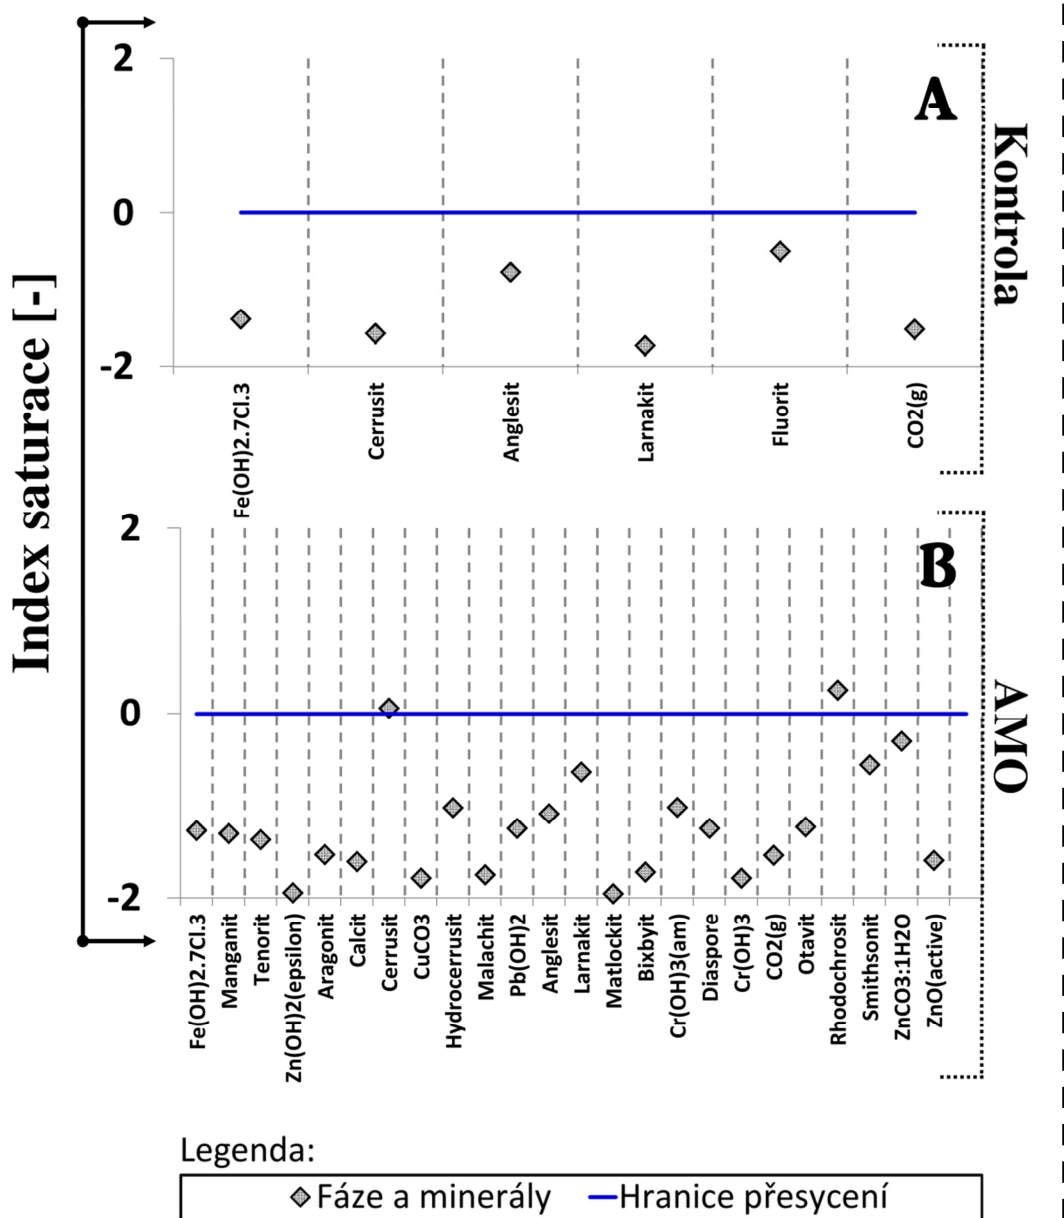 Index saturace [-]
2
0
-2
A
Kontrola
Fe(OH)2.7Cl.3
Cerrusit
Anglesit
Larnakit
Fluorit
CO2(g)
2
0
-2
B
AMO
Fe(OH)2.7Cl.3
Manganit
Tenorit
Zn(OH)2(epsilon)
Aragonit
Calcit
Cerrusit
CuCO3
Hydrocerrusit
Malachit
Pb(OH)2
Anglesit
Larnakit
Matlockit
Bixbyit
Cr(OH)3(am)
Diaspore
Cr(OH)3
CO2(g)
Otavit
Rhodochrosit
Smithsonit
ZnCO3:1H2O
ZnO(active)
Legenda:
Fáze a minerály Hranice přesycení